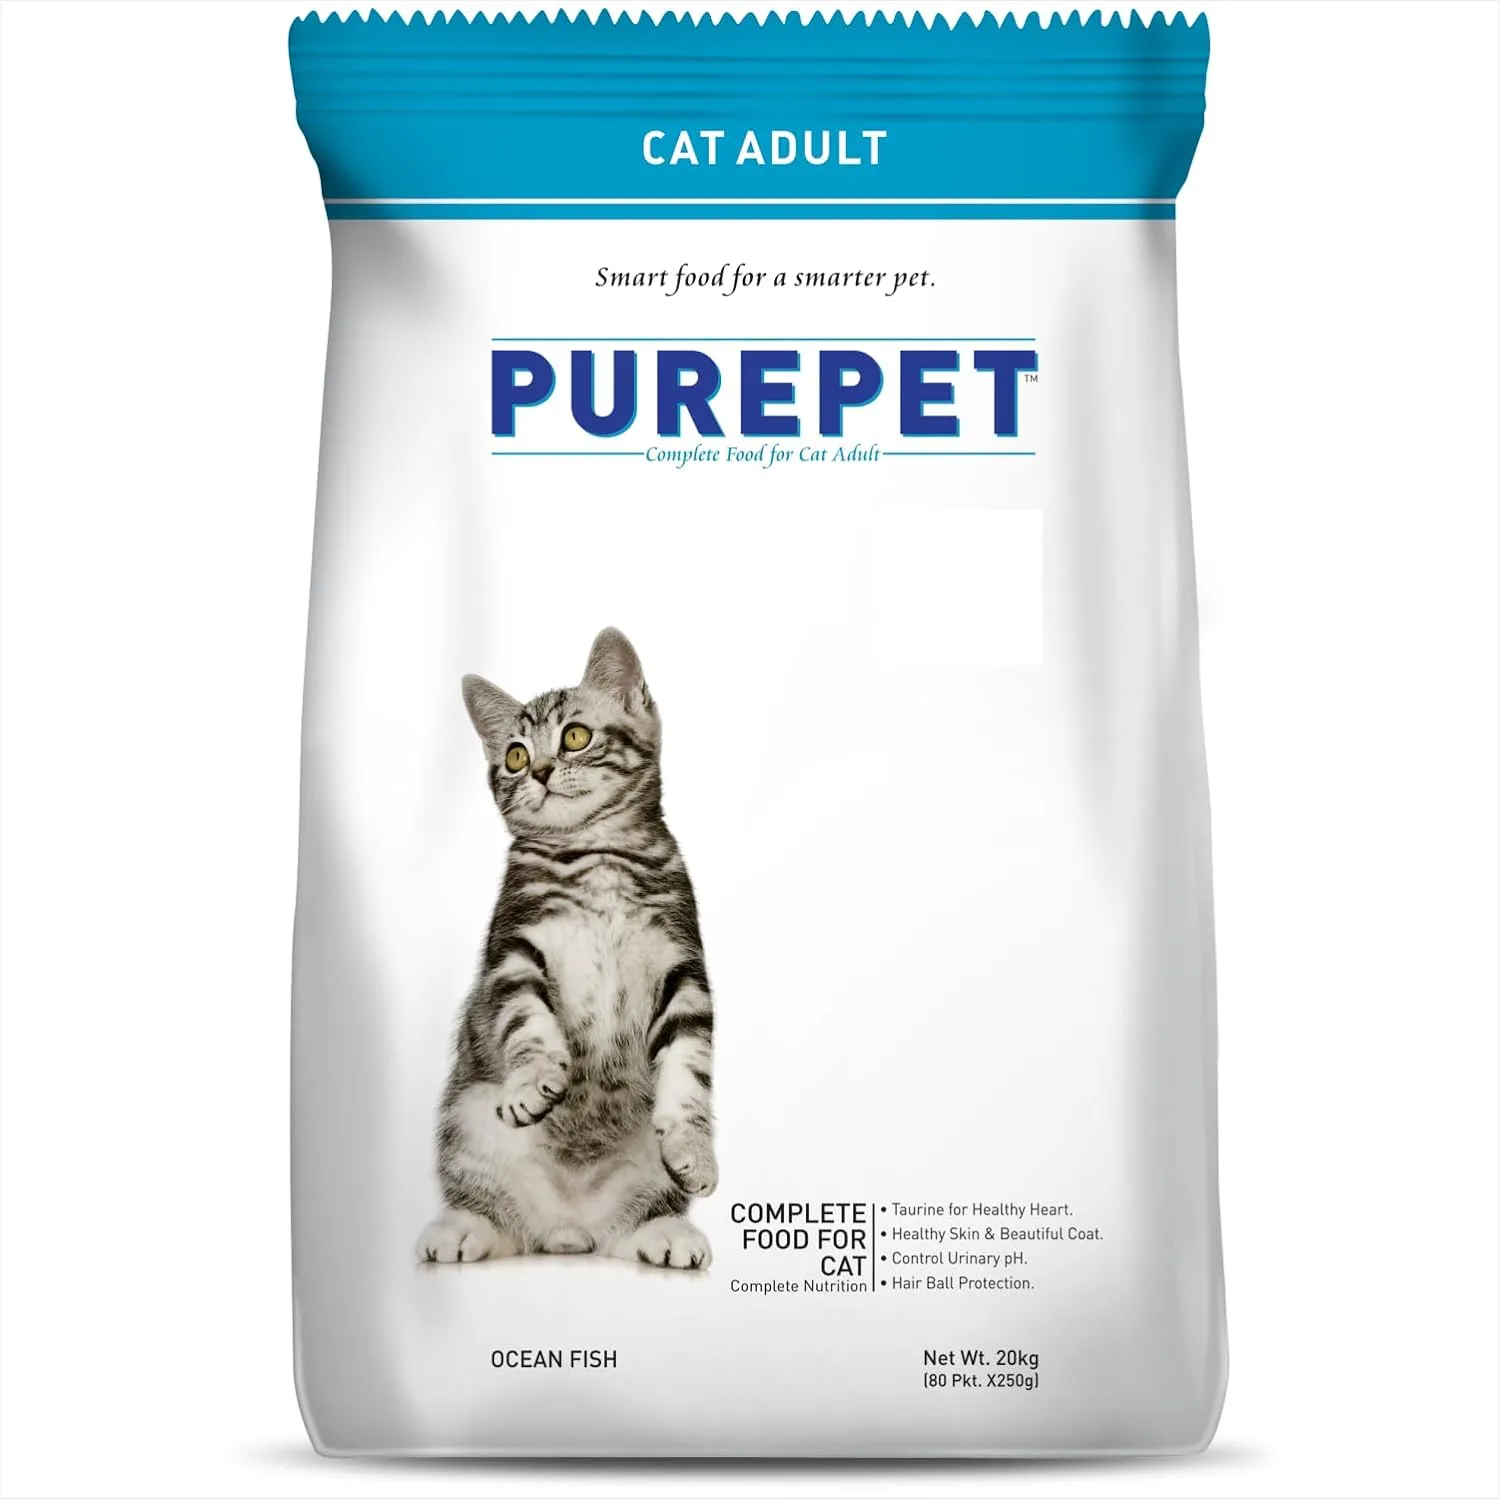 CAT ADULT
Smart food for a smarter pet.
PUREPET™
Complete Food for Cat Adult
COMPLETE
FOOD FOR
CAT
Complete Nutrition
• Taurine for Healthy Heart.
• Healthy Skin & Beautiful Coat.
• Control Urinary pH.
• Hair Ball Protection.
OCEAN FISH
Net Wt. 20kg
(80 Pkt. X250g)